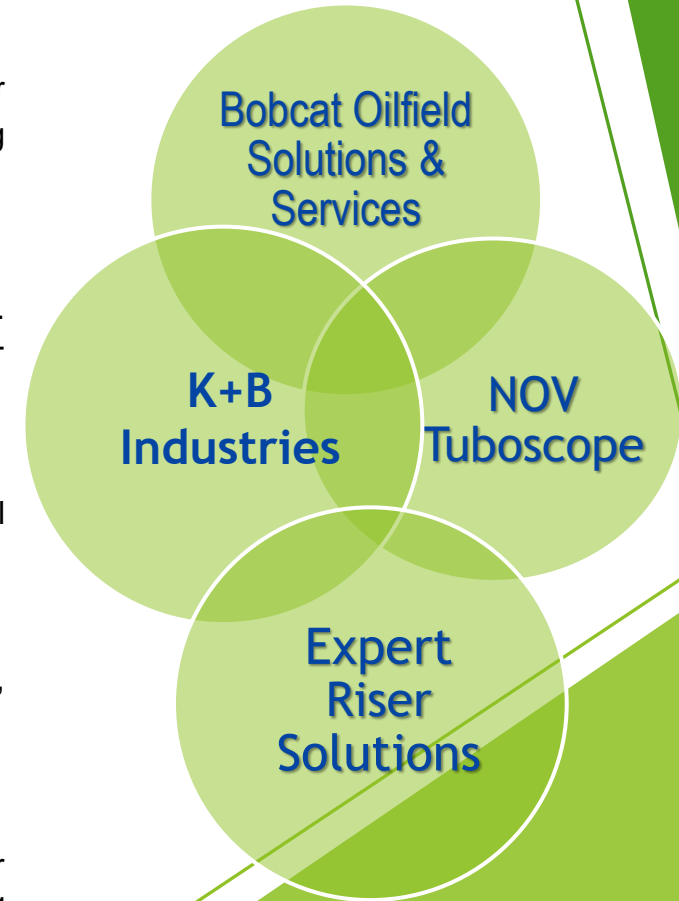 Bobcat Oilfield
Solutions &
Services
K+B
Industries
NOV
Tuboscope
Expert
Riser
Solutions